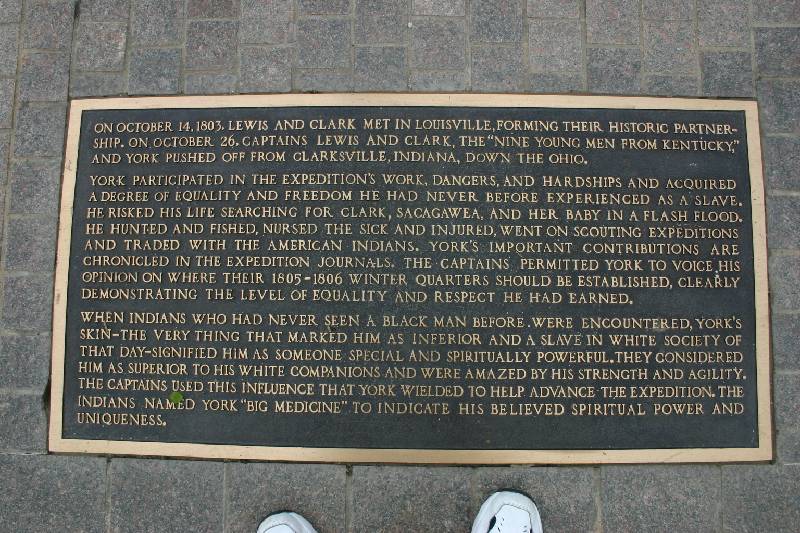 ON OCTOBER 14, 1803. LEWIS AND CLARK MET IN LOUISVILLE, FORMING THEIR HISTORIC PARTNER-
SHIP. ON OCTOBER 26. CAPTAINS LEWIS AND CLARK, THE "NINE YOUNG MEN FROM KENTUCKY,"
AND YORK PUSHED OFF FROM CLARKSVILLE, INDIANA, DOWN THE OHIO.
YORK PARTICIPATED IN THE EXPEDITION'S WORK, DANGERS, AND HARDSHIPS AND ACQUIRED
A DEGREE OF EQUALITY AND FREEDOM HE HAD NEVER BEFORE EXPERIENCED AS A SLAVE.
HE RISKED HIS LIFE SEARCHING FOR CLARK, SACAGAWEA, AND HER BABY IN A FLASH FLOOD.
HE HUNTED AND FISHED, NURSED THE SICK AND INJURED, WENT ON SCOUTING EXPEDITIONS
AND TRADED WITH THE AMERICAN INDIANS. YORK'S IMPORTANT CONTRIBUTIONS ARE
CHRONICLED IN THE EXPEDITION JOURNALS. THE CAPTAINS PERMITTED YORK TO VOICE HIS
OPINION ON WHERE THEIR 1805-1806 WINTER QUARTERS SHOULD BE ESTABLISHED, CLEARLY
DEMONSTRATING THE LEVEL OF EQUALITY AND RESPECT HE HAD EARNED.
WHEN INDIANS WHO HAD NEVER SEEN A BLACK MAN BEFORE WERE ENCOUNTERED, YORK'S
SKIN-THE VERY THING THAT MARKED HIM AS INFERIOR AND A SLAVE IN WHITE SOCIETY OF
THAT DAY-SIGNIFIED HIM AS SOMEONE SPECIAL AND SPIRITUALLY POWERFUL. THEY CONSIDERED
HIM AS SUPERIOR TO HIS WHITE COMPANIONS AND WERE AMAZED BY HIS STRENGTH AND AGILITY.
THE CAPTAINS USED THIS INFLUENCE THAT YORK WIELDED TO HELP ADVANCE THE EXPEDITION. THE
INDIANS NAMED YORK "BIG MEDICINE" TO INDICATE HIS BELIEVED SPIRITUAL POWER AND
UNIQUENESS.